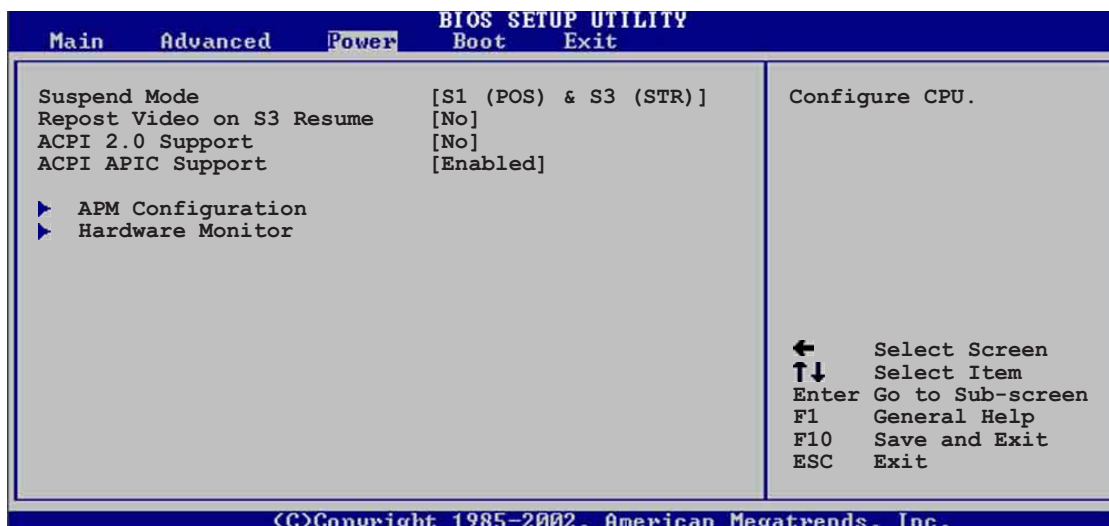 BIOS SETUP UTILITY
Main Advanced Power Boot Exit
Suspend Mode [S1 (POS) & S3 (STR)]
Repost Video on S3 Resume [No]
ACPI 2.0 Support [No]
ACPI APIC Support [Enabled]
APM Configuration
Hardware Monitor
Configure CPU.
← Select Screen
↑↓ Select Item
Enter Go to Sub-screen
F1 General Help
F10 Save and Exit
ESC Exit
(C)Copyright 1985-2002, American Megatrends, Inc.